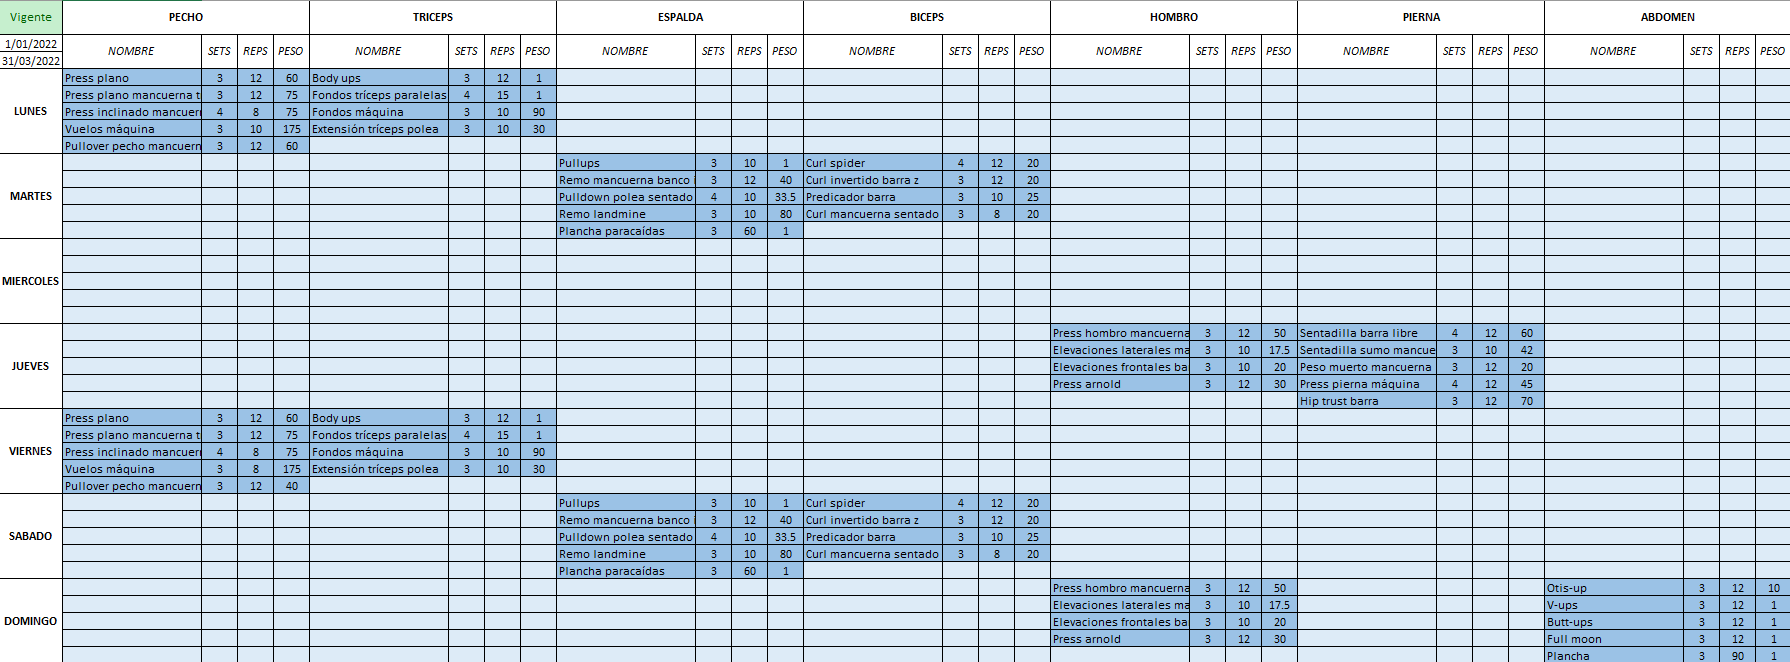 Vigente PECHO TRICEPS ESPALDA BICEPS HOMBRO PIERNA ABDOMEN
1/01/2022
31/03/2022
NOMBRE SETS REPS PESO NOMBRE SETS REPS PESO NOMBRE SETS REPS PESO NOMBRE SETS REPS PESO NOMBRE SETS REPS PESO NOMBRE SETS REPS PESO NOMBRE SETS REPS PESO
LUNES
Press plano 3 12 60 Body ups 3 12 1
Press plano mancuerna t 3 12 75 Fondos tríceps paralelas 4 15 1
Press inclinado mancuer 4 8 75 Fondos máquina 3 10 90
Vuelos máquina 3 10 175 Extensión tríceps polea 3 10 30
Pullover pecho mancuern 3 12 60
MARTES
Pullups 3 10 1 Curl spider 4 12 20
Remo mancuerna banco i 3 12 40 Curl invertido barra z 3 12 20
Pulldown polea sentado 4 10 33.5 Predicador barra 3 10 25
Remo landmine 3 10 80 Curl mancuerna sentado 3 8 20
Plancha paracaídas 3 60 1
MIERCOLES
JUEVES
Press hombro mancuerna 3 12 50 Sentadilla barra libre 4 12 60
Elevaciones laterales ma 3 10 17.5 Sentadilla sumo mancue 3 10 42
Elevaciones frontales ba 3 10 20 Peso muerto mancuerna 3 12 20
Press arnold 3 12 30 Press pierna máquina 4 12 45
Hip trust barra 3 12 70
VIERNES
Press plano 3 12 60 Body ups 3 12 1
Press plano mancuerna t 3 12 75 Fondos tríceps paralelas 4 15 1
Press inclinado mancuer 4 8 75 Fondos máquina 3 10 90
Vuelos máquina 3 8 175 Extensión tríceps polea 3 10 30
Pullover pecho mancuern 3 12 40
SABADO
Pullups 3 10 1 Curl spider 4 12 20
Remo mancuerna banco i 3 12 40 Curl invertido barra z 3 12 20
Pulldown polea sentado 4 10 33.5 Predicador barra 3 10 25
Remo landmine 3 10 80 Curl mancuerna sentado 3 8 20
Plancha paracaídas 3 60 1
DOMINGO
Press hombro mancuerna 3 12 50 Otis-up 3 12 10
Elevaciones laterales ma 3 10 17.5 V-ups 3 12 1
Elevaciones frontales ba 3 10 20 Butt-ups 3 12 1
Press arnold 3 12 30 Full moon 3 12 1
Plancha 3 90 1